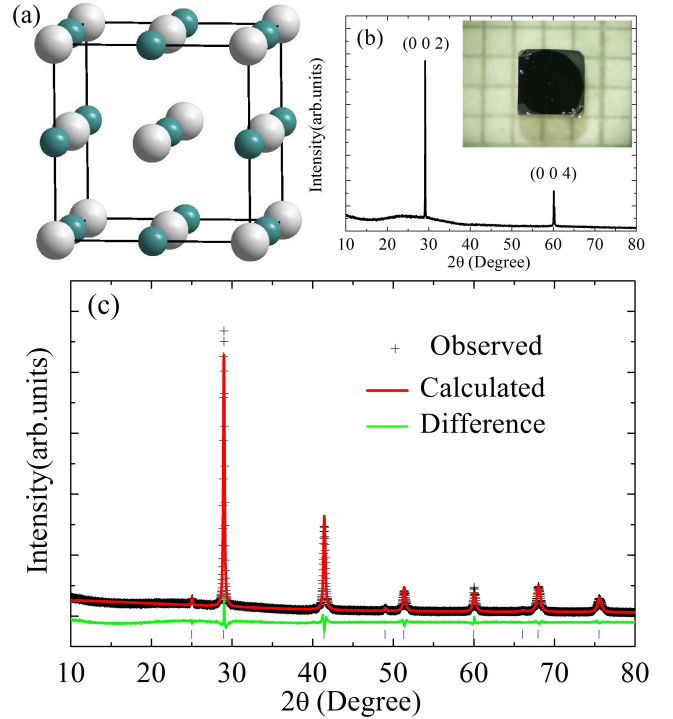 (a)
(b)
(0 0 2)
(0 0 4)
Intensity(arb.units)
10 20 30 40 50 60 70 80
2θ (Degree)
(c)
Observed
Calculated
Difference
Intensity(arb.units)
10 20 30 40 50 60 70 80
2θ (Degree)